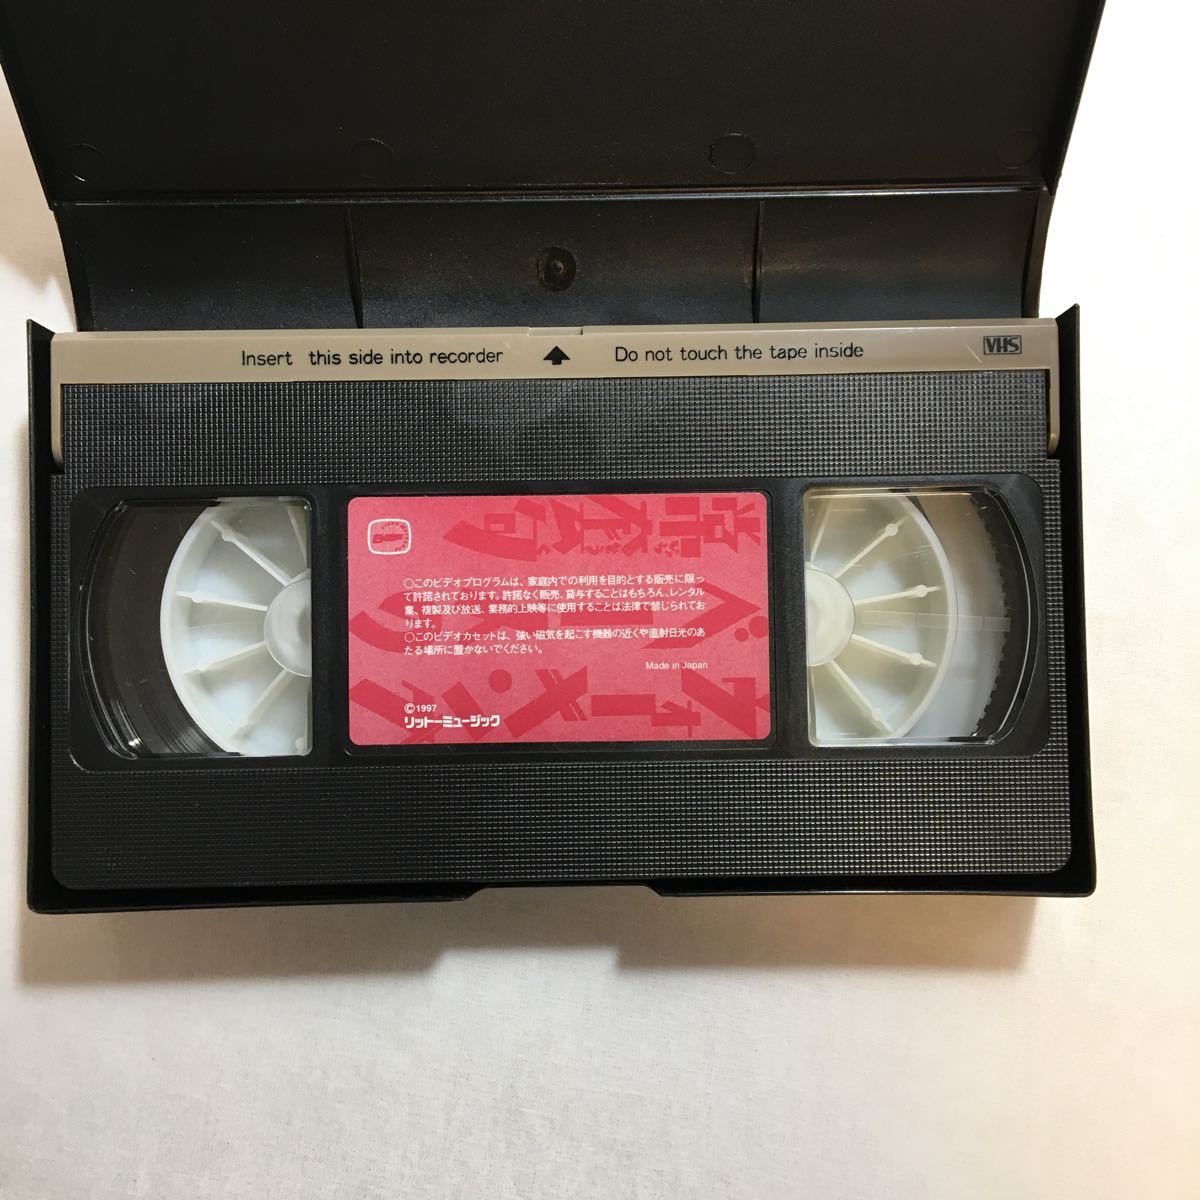 Insert this side into recorder
Do not touch the tape inside
VHS
常套句
○このビデオプログラムは、家庭内での利用を目的とする販売に限っ
て許諾されております。許諾なく販売、貸与することはもちろん、レンタル
業、複製及び放送、業務的上映等に使用することは法律で禁じられてお
ります。
○このビデオカセットは、強い磁気を起こす機器の近くや直射日光のあ
たる場所に置かないでください。
Made in Japan
©1997
リットーミュージック